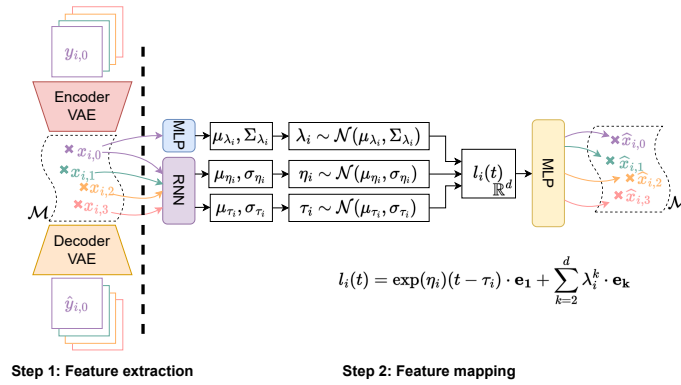 y_{i,0}
Encoder
VAE
x_{i,0}
x_{i,1}
x_{i,2}
x_{i,3}
ℳ
Decoder
VAE
ŷ_{i,0}
MLP
RNN
μ_{λ_i}, Σ_{λ_i}
λ_i ∼ 𝒩(μ_{λ_i}, Σ_{λ_i})
μ_{η_i}, σ_{η_i}
η_i ∼ 𝒩(μ_{η_i}, σ_{η_i})
μ_{τ_i}, σ_{τ_i}
τ_i ∼ 𝒩(μ_{τ_i}, σ_{τ_i})
l_i(t)
ℝ^d
MLP
x̂_{i,0}
x̂_{i,1}
x̂_{i,2}
x̂_{i,3}
ℳ
l_i(t) = exp(η_i)(t − τ_i) · e_1 + ∑_{k=2}^{d} λ_i^k · e_k
Step 1: Feature extraction
Step 2: Feature mapping